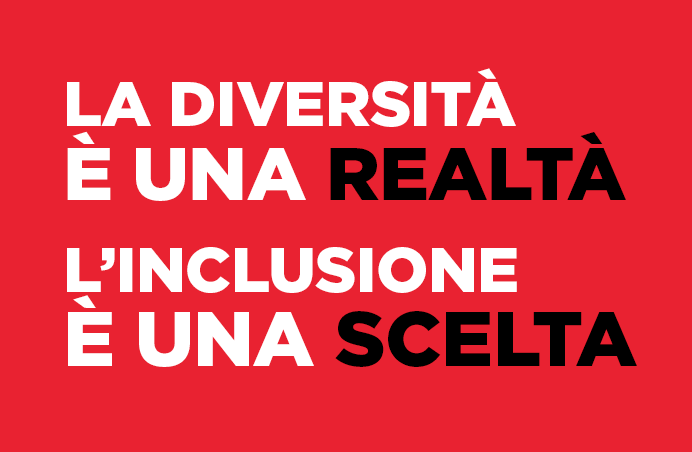 LA DIVERSITÀ
È UNA REALTÀ
L’INCLUSIONE
È UNA SCELTA